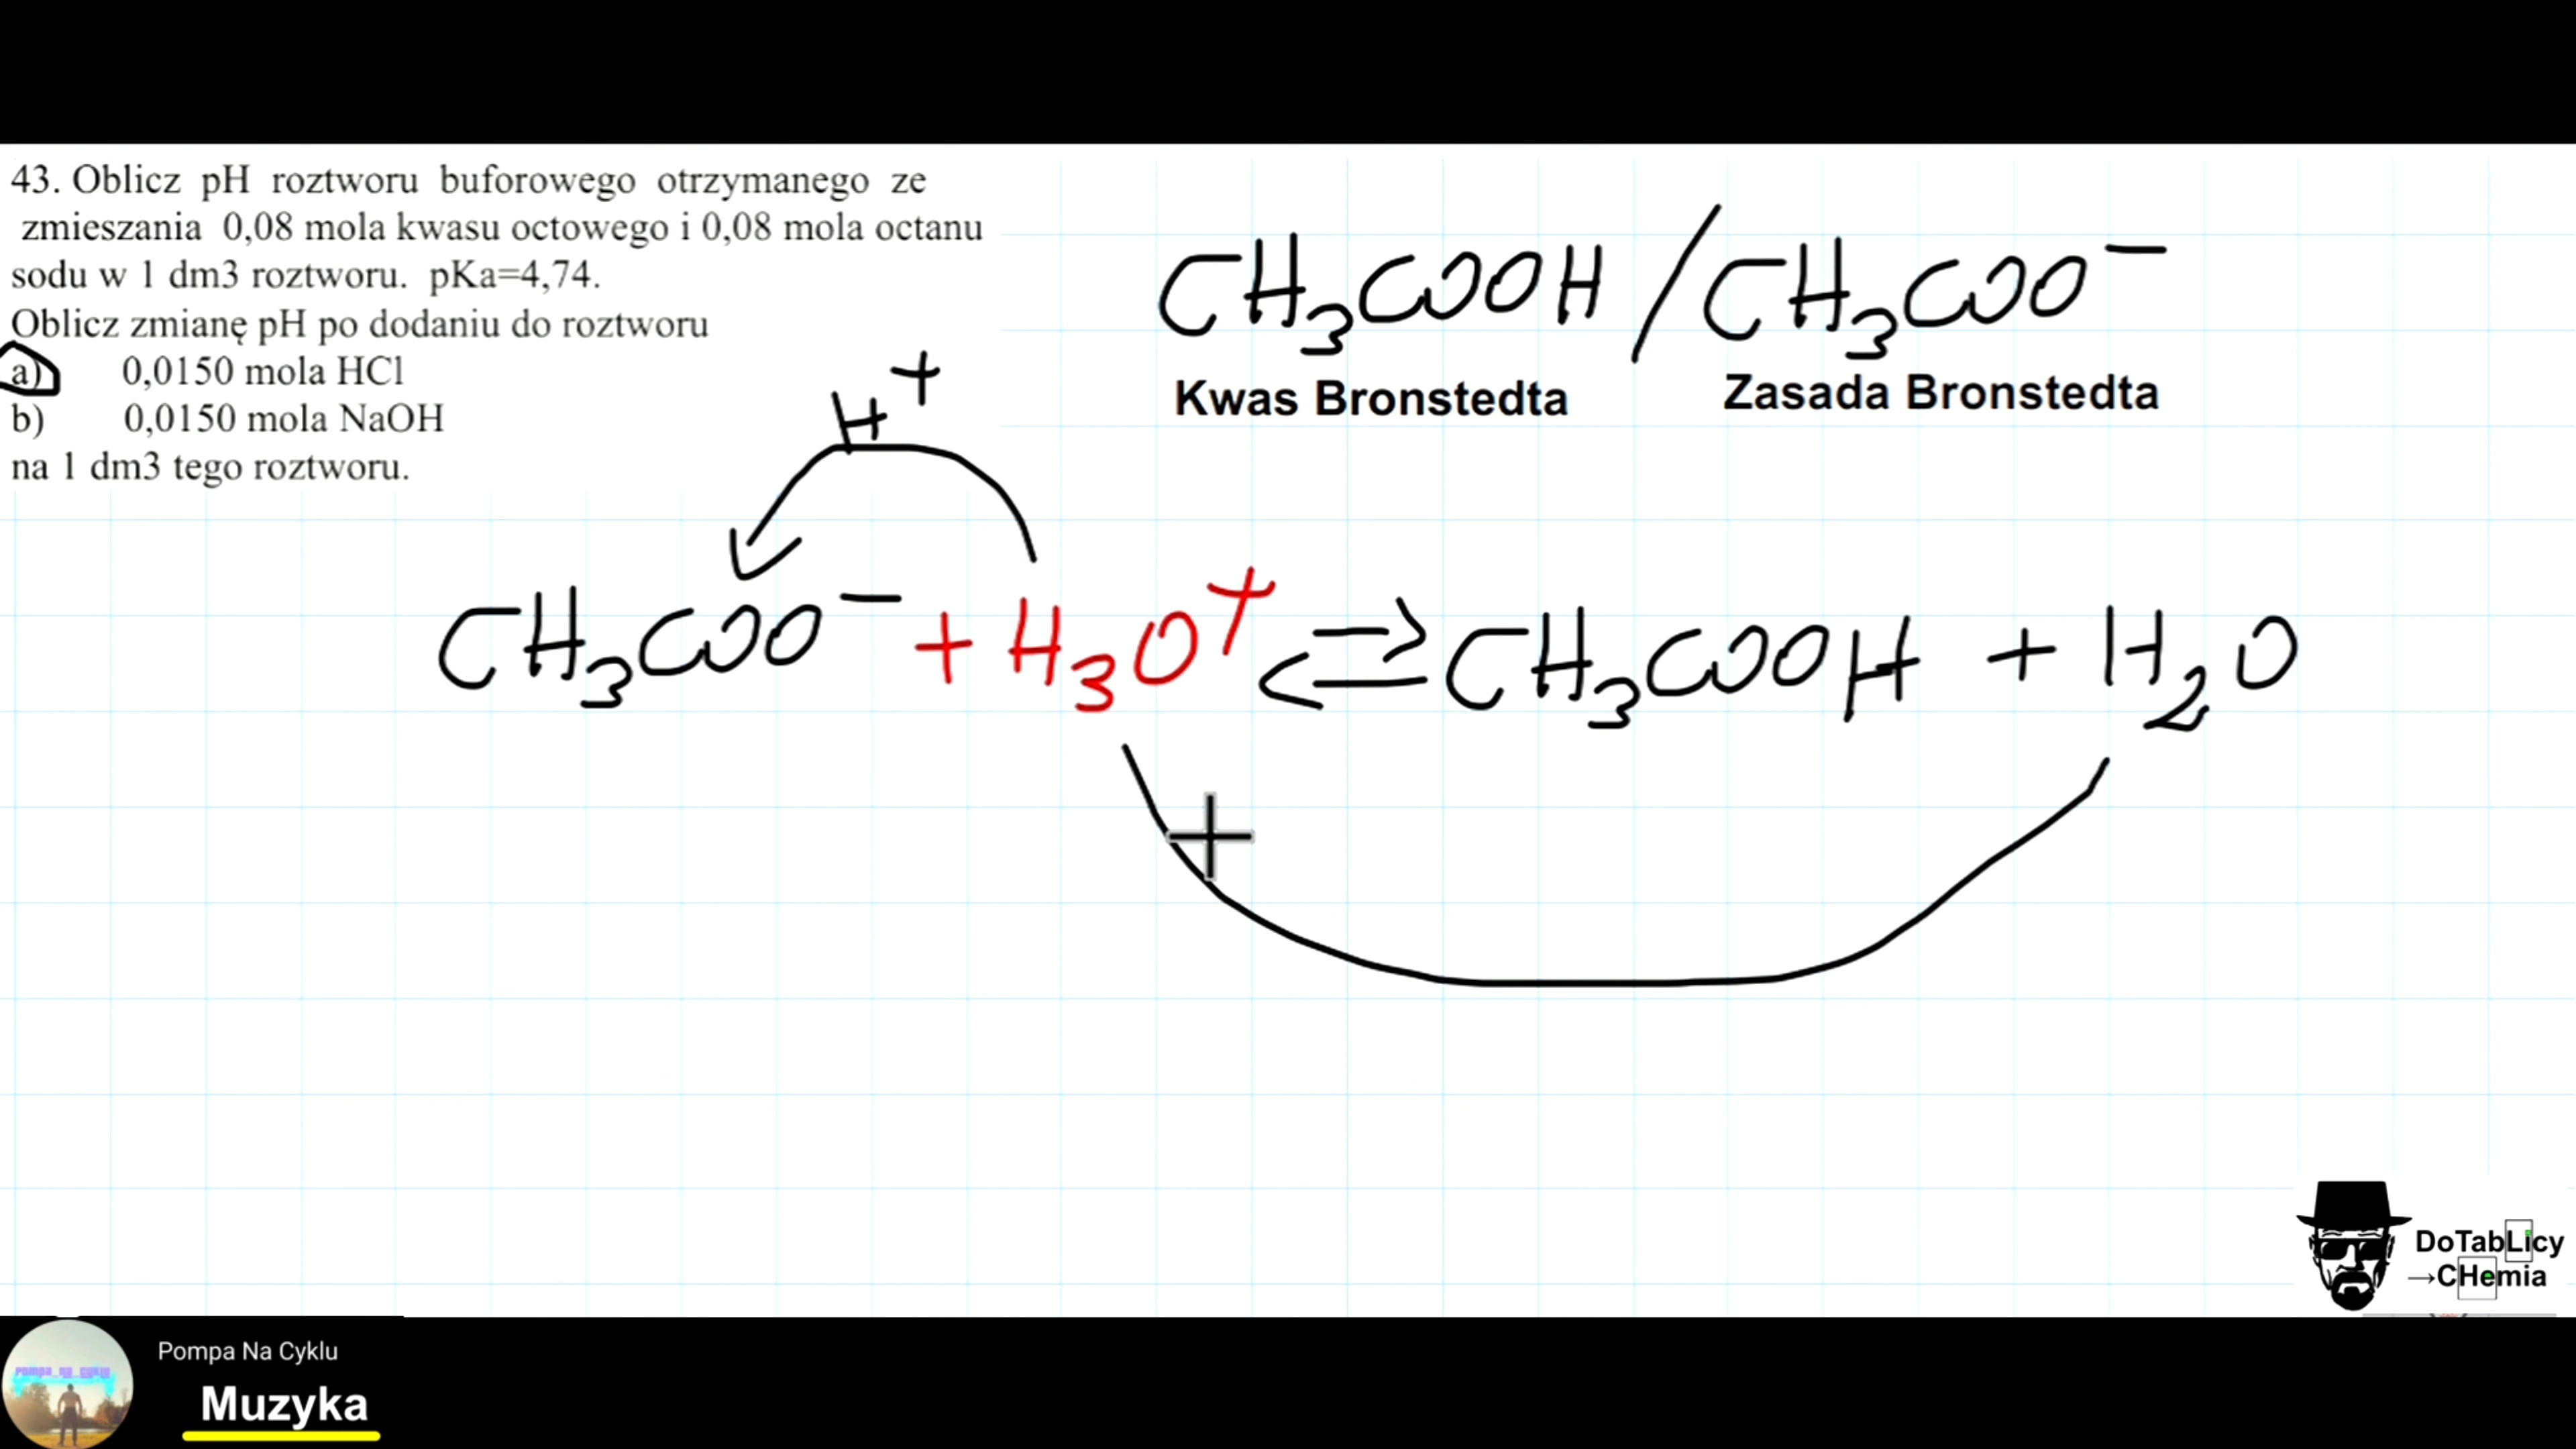 43. Oblicz pH roztworu buforowego otrzymanego ze
zmieszania 0,08 mola kwasu octowego i 0,08 mola octanu
sodu w 1 dm3 roztworu. pKa=4,74.
Oblicz zmianę pH po dodaniu do roztworu
a) 0,0150 mola HCl
b) 0,0150 mola NaOH
na 1 dm3 tego roztworu.
CH3COOH / CH3COO-
Kwas Bronstedta Zasada Bronstedta
H+
CH3COO- + H3O+ ⇄ CH3COOH + H2O
DoTabLicy
→CHemia
Pompa Na Cyklu
Muzyka